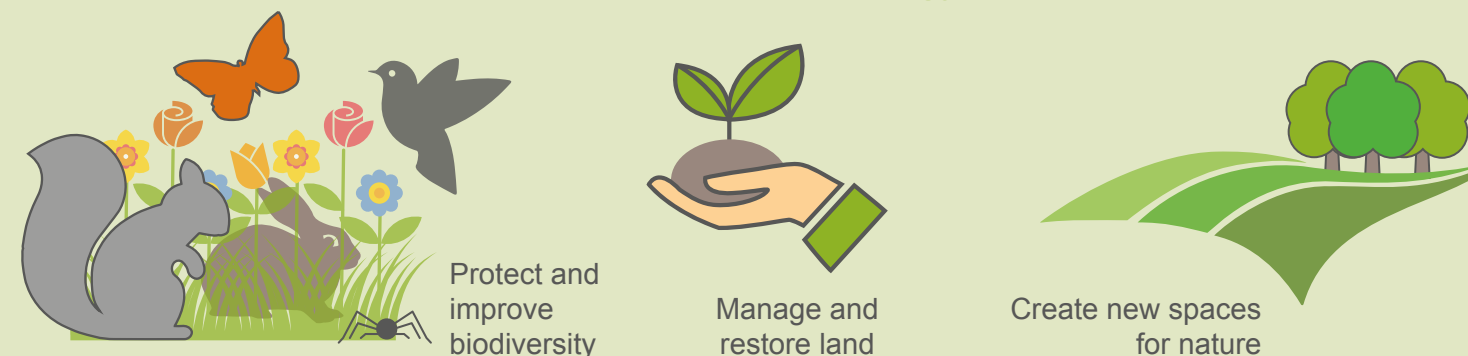 Protect and
improve
biodiversity
Manage and
restore land
Create new spaces
for nature